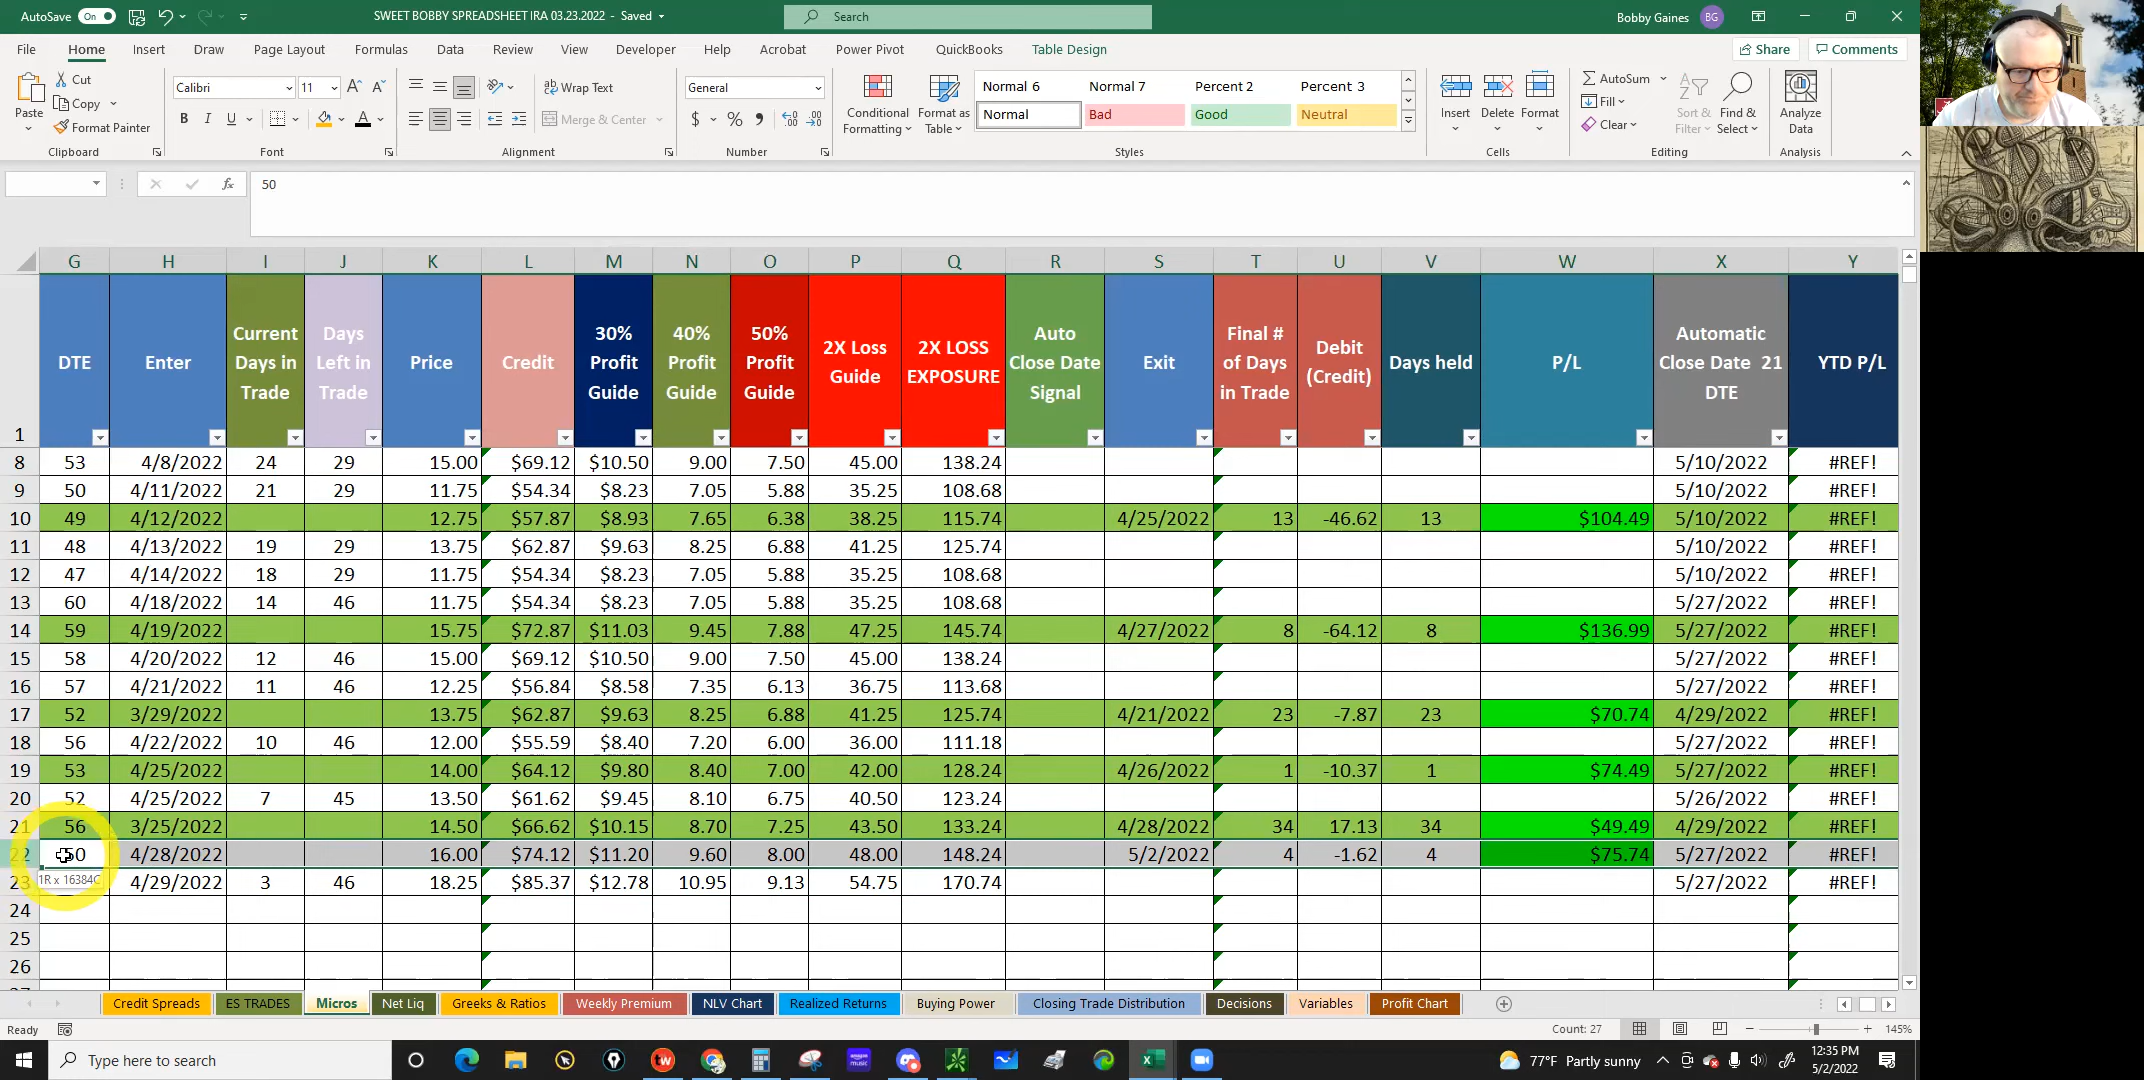 AutoSave On SWEET BOBBY SPREADSHEET IRA 03.23.2022 - Saved Search Bobby Gaines BG
File Home Insert Draw Page Layout Formulas Data Review View Developer Help Acrobat Power Pivot QuickBooks Table Design Share Comments
Paste Cut Copy Format Painter
Calibri 11 A A B I U A
Wrap Text Merge & Center
General $ %
Conditional Formatting Format as Table
Normal 6 Normal 7 Percent 2 Percent 3
Normal Bad Good Neutral
Insert Delete Format AutoSum Fill Clear Sort & Filter Find & Select Analyze Data
Clipboard Font Alignment Number Styles Cells Editing Analysis
fx 50
G H I J K L M N O P Q R S T U V W X Y
1 DTE Enter Current Days in Trade Days Left in Trade Price Credit 30% Profit Guide 40% Profit Guide 50% Profit Guide 2X Loss Guide 2X LOSS EXPOSURE Auto Close Date Signal Exit Final # of Days in Trade Debit (Credit) Days held P/L Automatic Close Date 21 DTE YTD P/L
8 53 4/8/2022 24 29 15.00 $69.12 $10.50 9.00 7.50 45.00 138.24 5/10/2022 #REF!
9 50 4/11/2022 21 29 11.75 $54.34 $8.23 7.05 5.88 35.25 108.68 5/10/2022 #REF!
10 49 4/12/2022 12.75 $57.87 $8.93 7.65 6.38 38.25 115.74 4/25/2022 13 -46.62 13 $104.49 5/10/2022 #REF!
11 48 4/13/2022 19 29 13.75 $62.87 $9.63 8.25 6.88 41.25 125.74 5/10/2022 #REF!
12 47 4/14/2022 18 29 11.75 $54.34 $8.23 7.05 5.88 35.25 108.68 5/10/2022 #REF!
13 60 4/18/2022 14 46 11.75 $54.34 $8.23 7.05 5.88 35.25 108.68 5/27/2022 #REF!
14 59 4/19/2022 15.75 $72.87 $11.03 9.45 7.88 47.25 145.74 4/27/2022 8 -64.12 8 $136.99 5/27/2022 #REF!
15 58 4/20/2022 12 46 15.00 $69.12 $10.50 9.00 7.50 45.00 138.24 5/27/2022 #REF!
16 57 4/21/2022 11 46 12.25 $56.84 $8.58 7.35 6.13 36.75 113.68 5/27/2022 #REF!
17 52 3/29/2022 13.75 $62.87 $9.63 8.25 6.88 41.25 125.74 4/21/2022 23 -7.87 23 $70.74 4/29/2022 #REF!
18 56 4/22/2022 10 46 12.00 $55.59 $8.40 7.20 6.00 36.00 111.18 5/27/2022 #REF!
19 53 4/25/2022 14.00 $64.12 $9.80 8.40 7.00 42.00 128.24 4/26/2022 1 -10.37 1 $74.49 5/27/2022 #REF!
20 52 4/25/2022 7 45 13.50 $61.62 $9.45 8.10 6.75 40.50 123.24 5/26/2022 #REF!
21 56 3/25/2022 14.50 $66.62 $10.15 8.70 7.25 43.50 133.24 4/28/2022 34 17.13 34 $49.49 4/29/2022 #REF!
22 50 4/28/2022 16.00 $74.12 $11.20 9.60 8.00 48.00 148.24 5/2/2022 4 -1.62 4 $75.74 5/27/2022 #REF!
23 1R x 16384C 4/29/2022 3 46 18.25 $85.37 $12.78 10.95 9.13 54.75 170.74 5/27/2022 #REF!
24
25
26
Credit Spreads ES TRADES Micros Net Liq Greeks & Ratios Weekly Premium NLV Chart Realized Returns Buying Power Closing Trade Distribution Decisions Variables Profit Chart
Ready Count: 27 145%
Type here to search 77°F Partly sunny 12:35 PM
5/2/2022